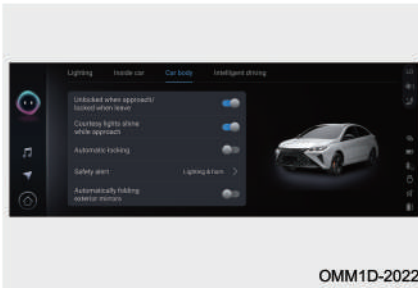 Lighting Inside car Car body Intelligent driving
Unlocked when approach/
locked when leave
Courtesy lights shine
while approach
Automatic locking
Safety alert Lighting & horn
Automatically folding
exterior mirrors
OMM1D-2022